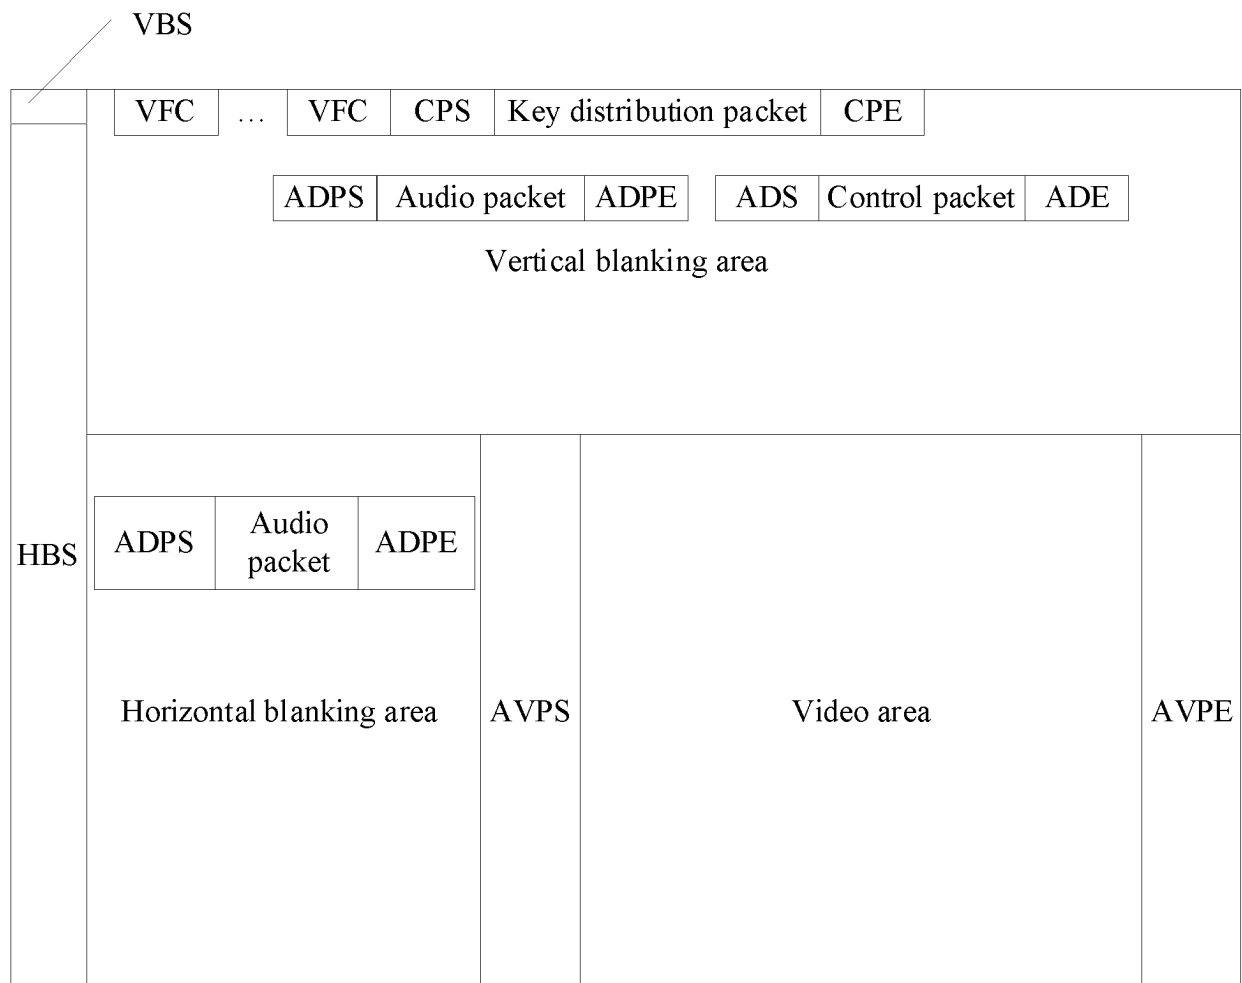 VBS
VFC … VFC CPS Key distribution packet CPE
ADPS Audio packet ADPE ADS Control packet ADE
Vertical blanking area
ADPS Audio packet ADPE
HBS
Horizontal blanking area AVPS Video area AVPE